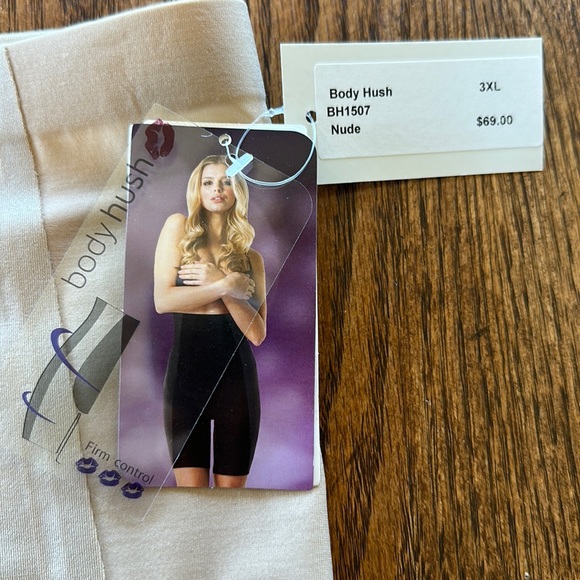 Body Hush 3XL
BH1507
Nude $69.00
body hush
Firm control